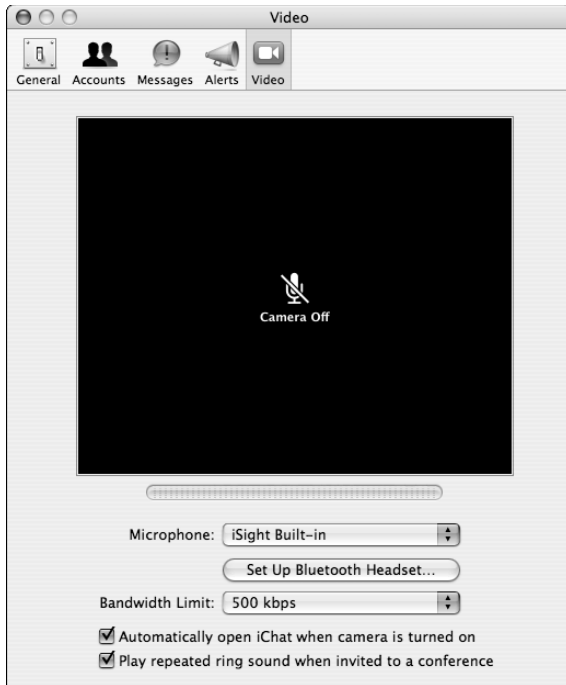 Video
General Accounts Messages Alerts Video
Camera Off
Microphone: iSight Built-in
Set Up Bluetooth Headset...
Bandwidth Limit: 500 kbps
Automatically open iChat when camera is turned on
Play repeated ring sound when invited to a conference